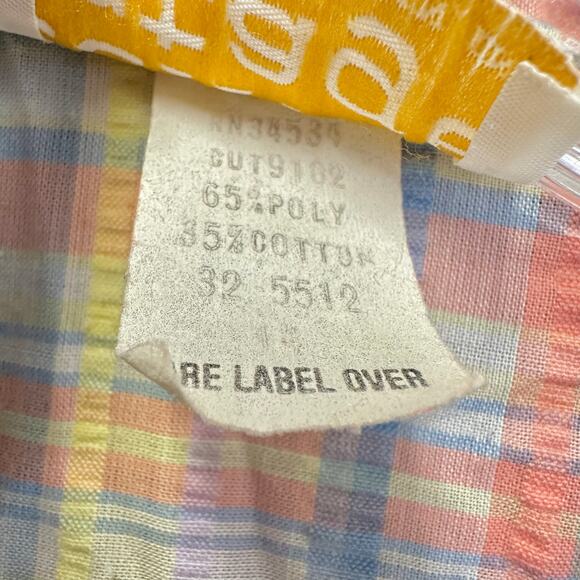 RN34534
CUT9102
65%POLY
35%COTTON
32 5512
RE LABEL OVER